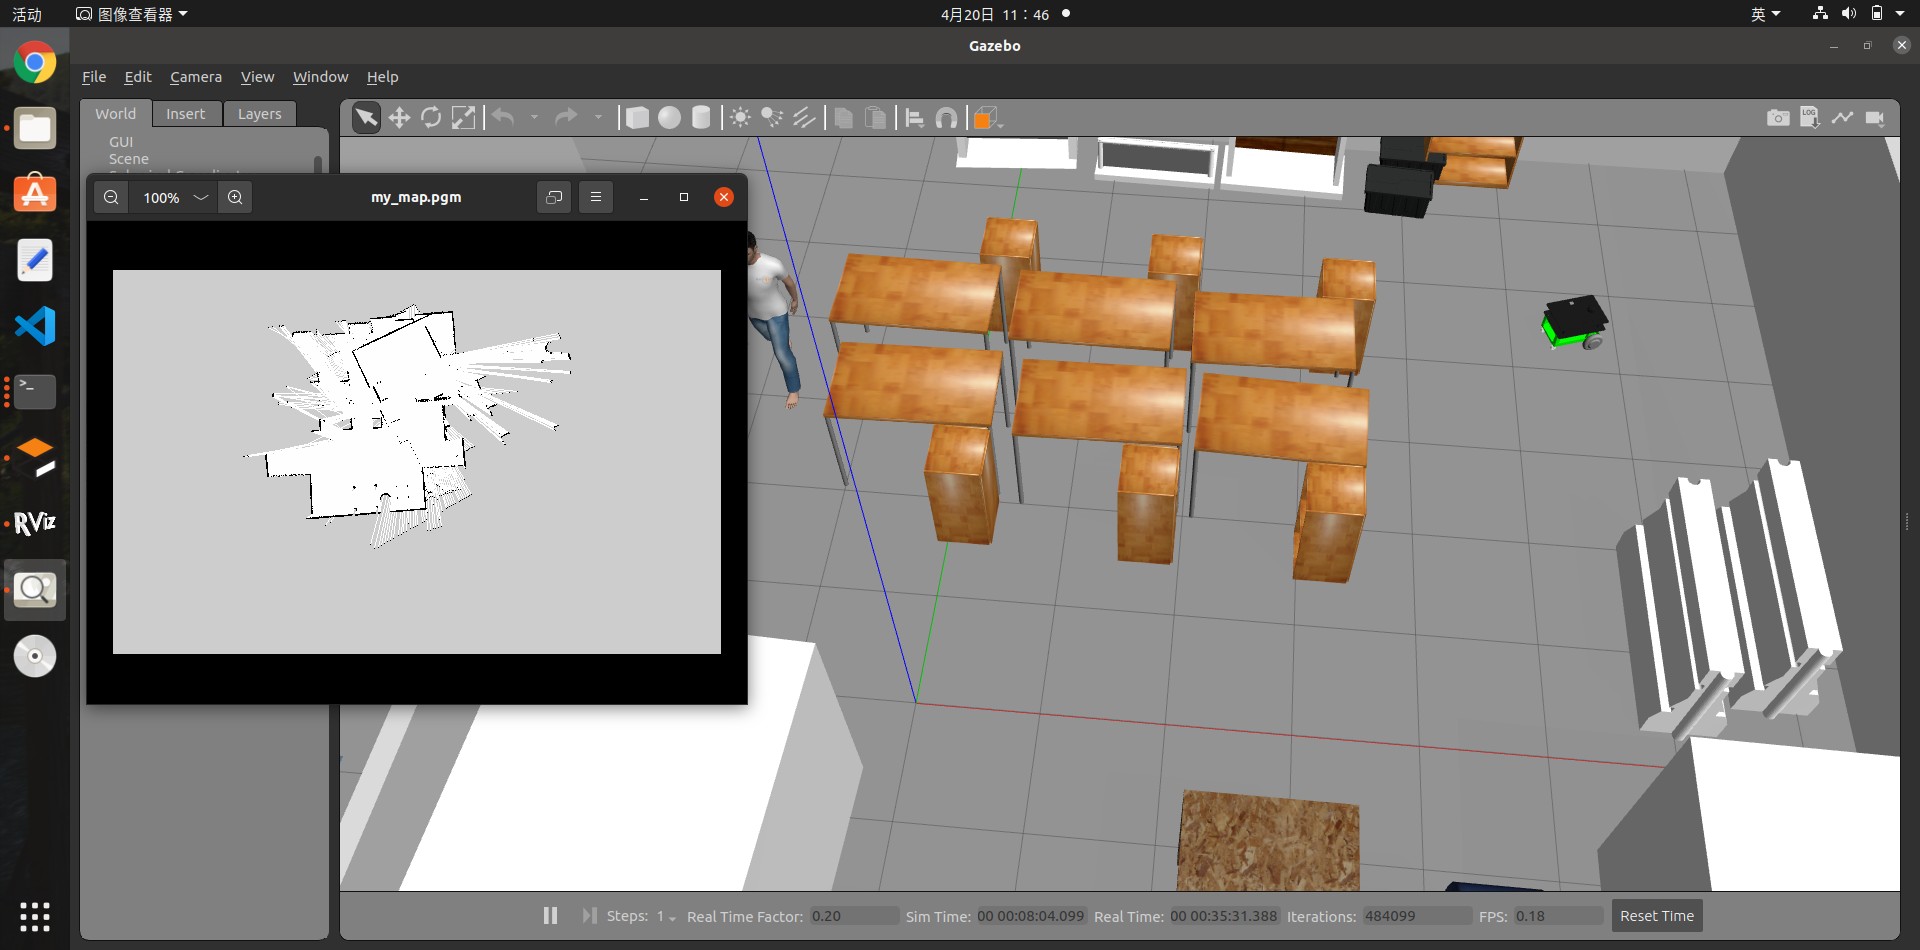 活动
图像查看器
4月20日 11：46
英
Gazebo
File Edit Camera View Window Help
World Insert Layers
GUI
Scene
100%
my_map.pgm
>_
LOG
RViz
Steps: 1 Real Time Factor: 0.20 Sim Time: 00 00:08:04.099 Real Time: 00 00:35:31.388 Iterations: 484099 FPS: 0.18 Reset Time